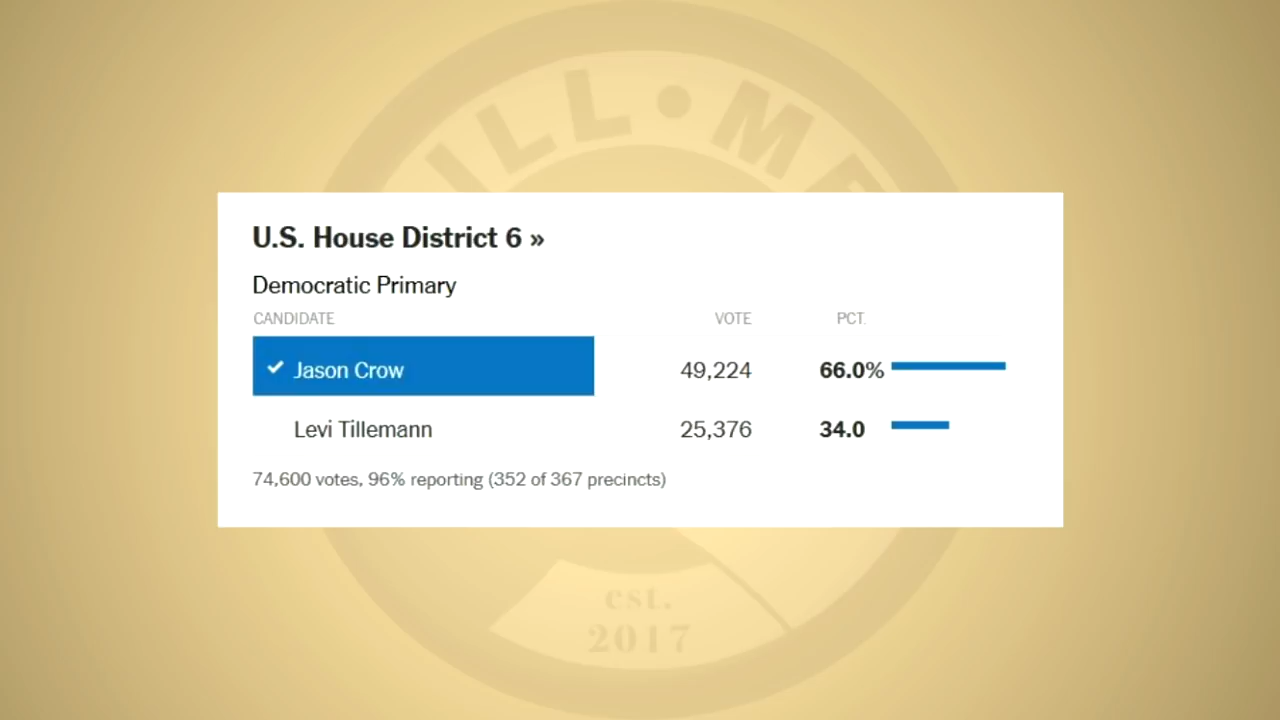 ILL • M
U.S. House District 6 »
Democratic Primary
CANDIDATE VOTE PCT.
✓ Jason Crow 49,224 66.0%
Levi Tillemann 25,376 34.0
74,600 votes, 96% reporting (352 of 367 precincts)
est.
2017